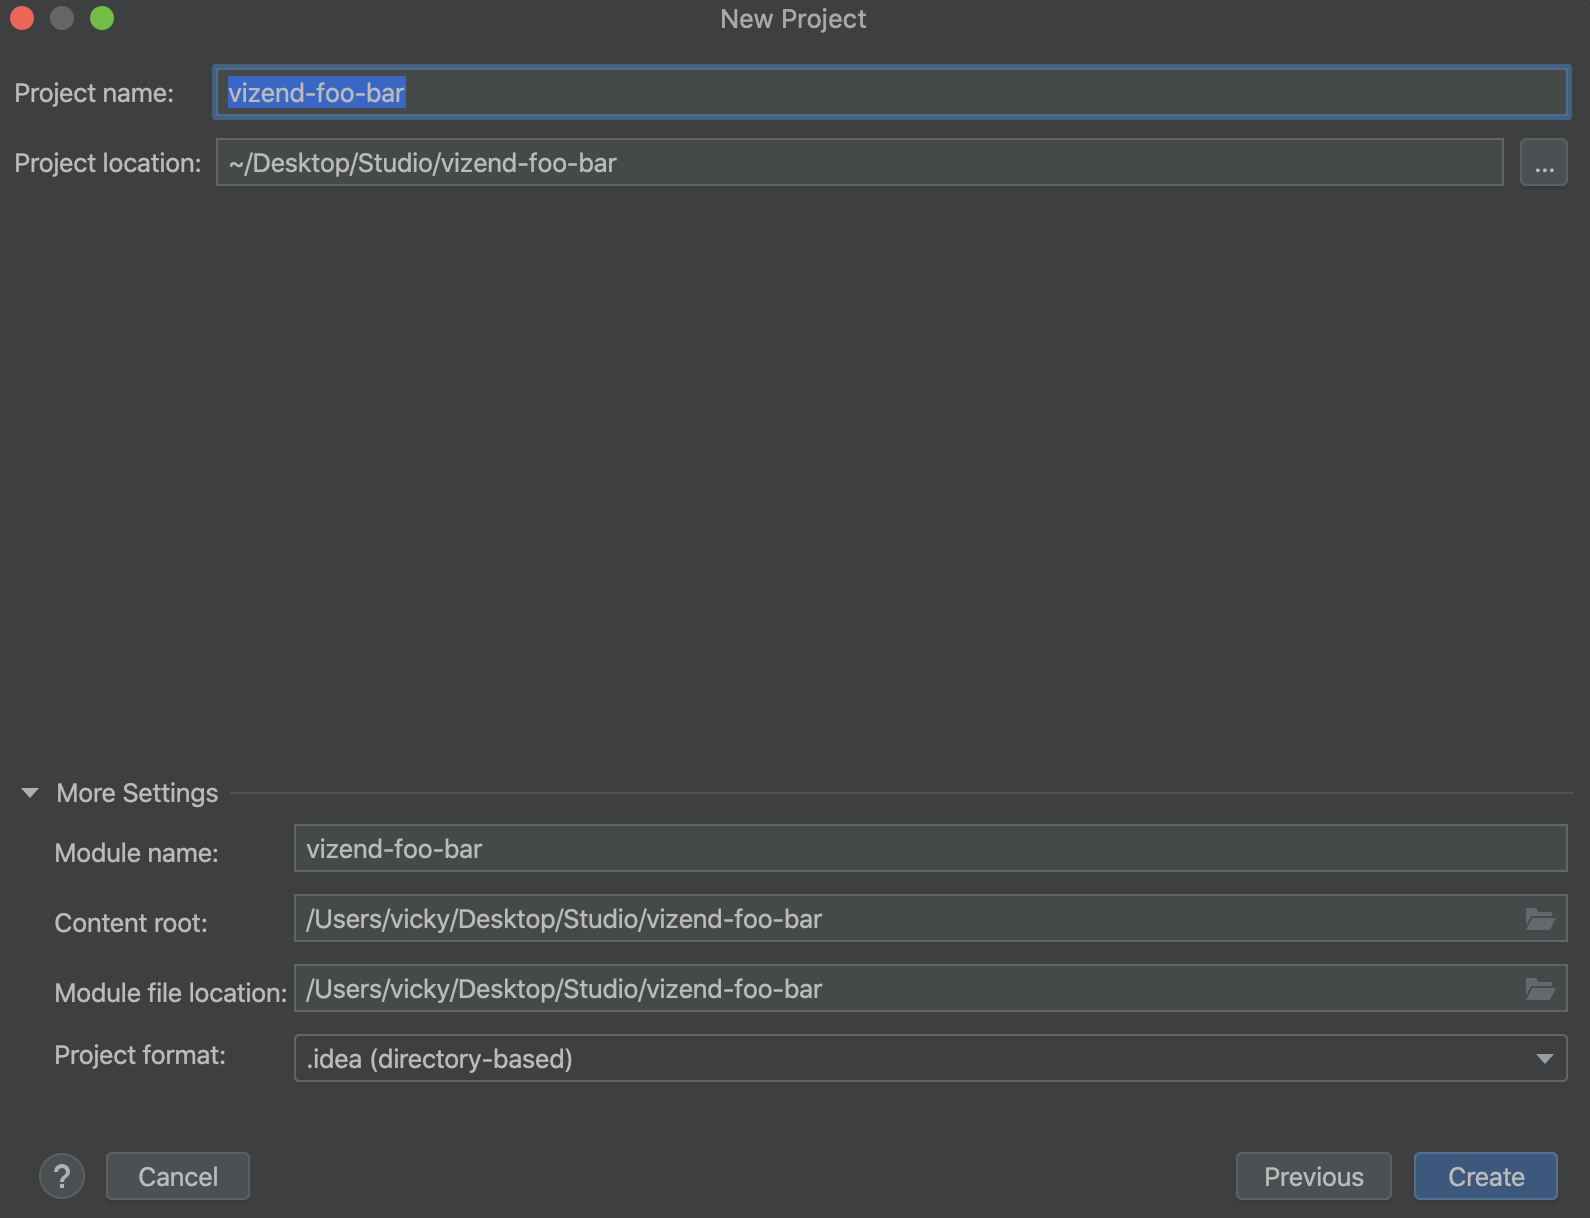 New Project
Project name: vizend-foo-bar
Project location: ~/Desktop/Studio/vizend-foo-bar ...
More Settings
Module name: vizend-foo-bar
Content root: /Users/vicky/Desktop/Studio/vizend-foo-bar
Module file location: /Users/vicky/Desktop/Studio/vizend-foo-bar
Project format: .idea (directory-based)
? Cancel Previous Create